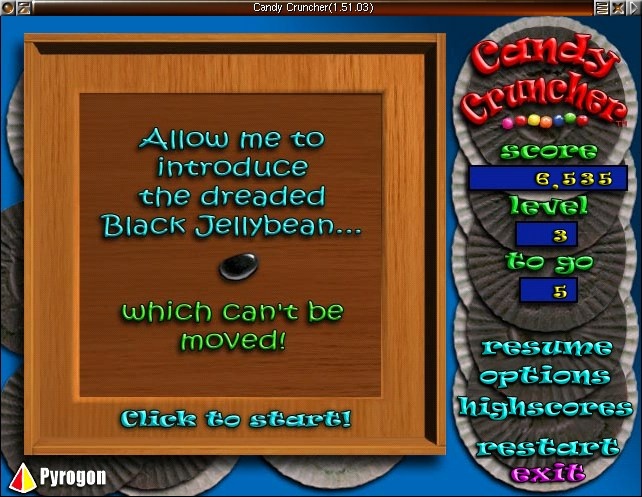 Candy Cruncher(1.51.03)
Allow me to
introduce
the dreaded
Black Jellybean...
which can't be
moved!
Click to start!
Pyrogon
Candy
Cruncher™
score
6,535
level
3
to go
5
resume
options
highscores
restart
exit